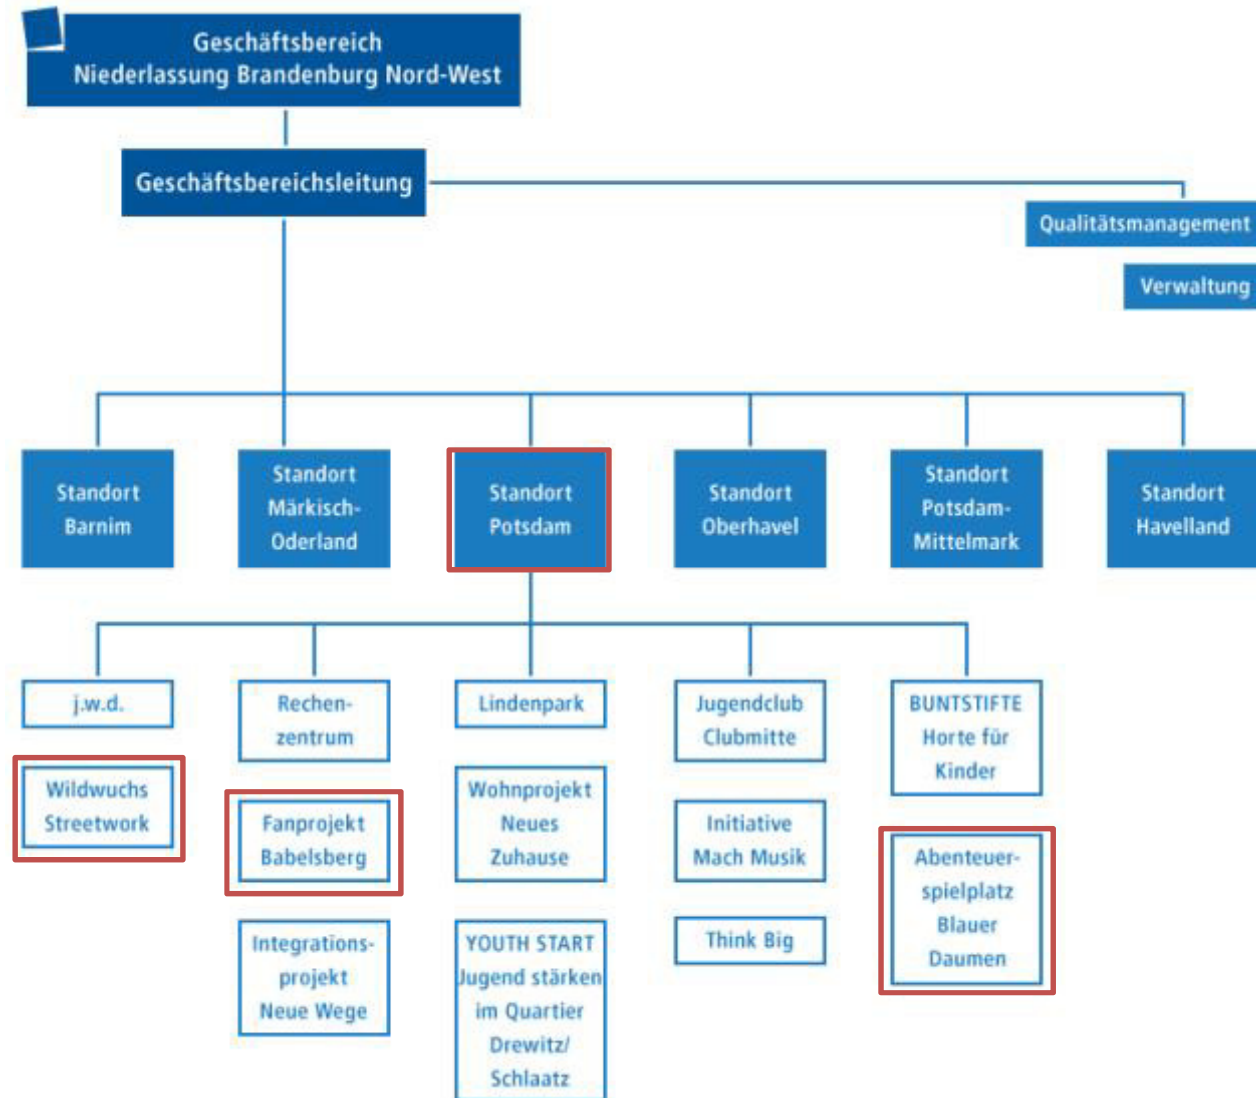 Geschäftsbereich
Niederlassung Brandenburg Nord-West
Geschäftsbereichsleitung
Qualitätsmanagement
Verwaltung
Standort
Barnim
Standort
Märkisch-
Oderland
Standort
Potsdam
Standort
Oberhavel
Standort
Potsdam-
Mittelmark
Standort
Havelland
j.w.d.
Wildwuchs
Streetwork
Rechen-
zentrum
Fanprojekt
Babelsberg
Integrations-
projekt
Neue Wege
Lindenpark
Wohnprojekt
Neues
Zuhause
YOUTH START
Jugend stärken
im Quartier
Drewitz/
Schlaatz
Jugendclub
Clubmitte
Initiative
Mach Musik
Think Big
BUNTSTIFTE
Horte für
Kinder
Abenteuer-
spielplatz
Blauer
Daumen